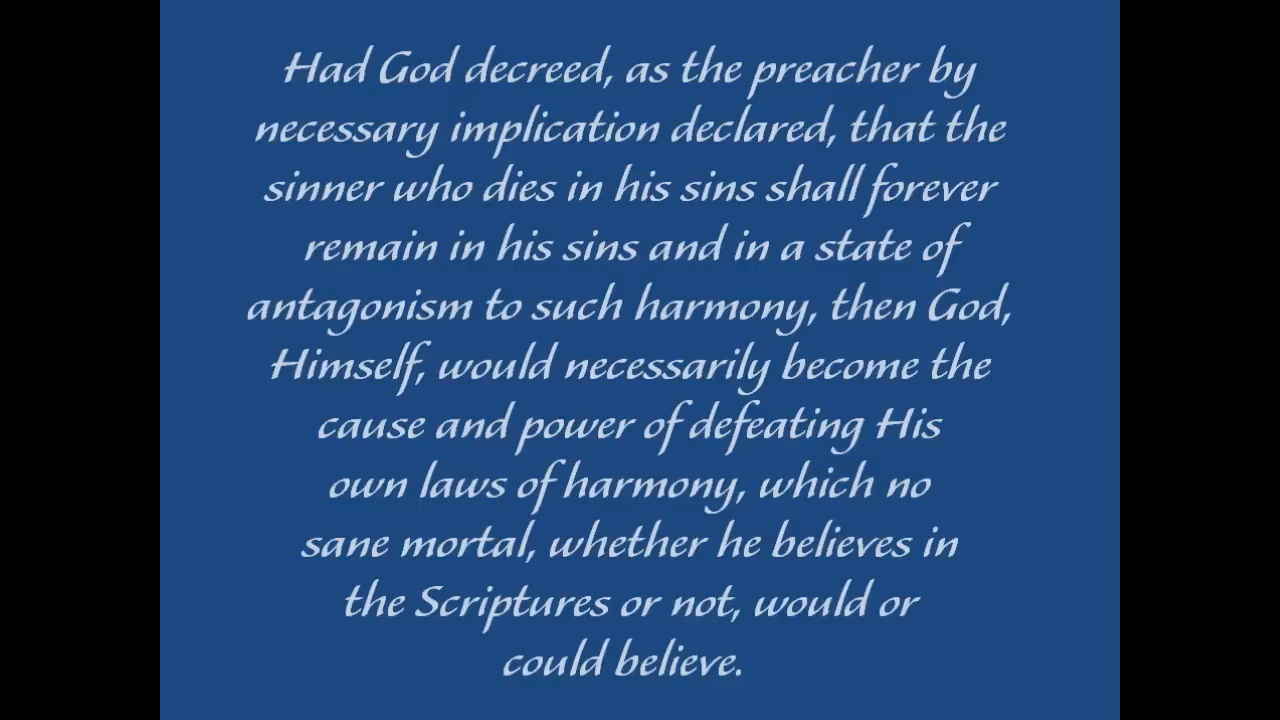 Had God decreed, as the preacher by
necessary implication declared, that the
sinner who dies in his sins shall forever
remain in his sins and in a state of
antagonism to such harmony, then God,
Himself, would necessarily become the
cause and power of defeating His
own laws of harmony, which no
sane mortal, whether he believes in
the Scriptures or not, would or
could believe.